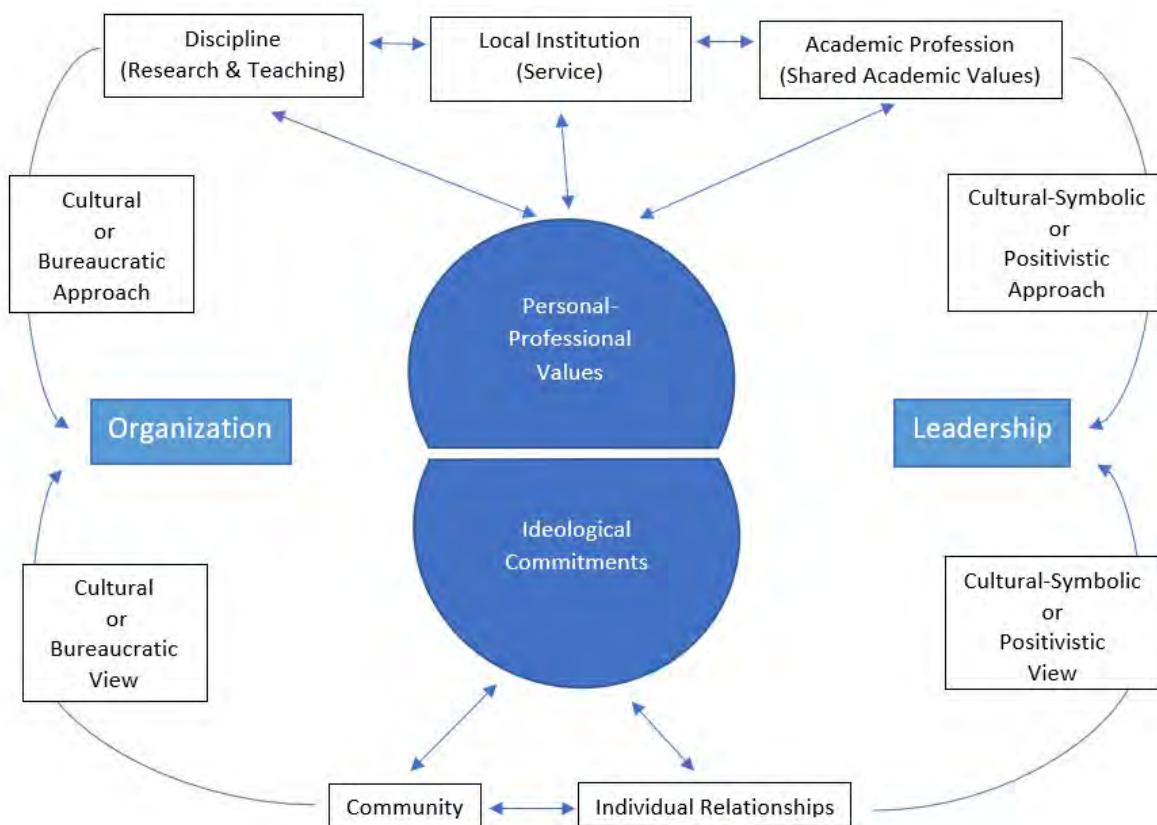 Discipline
(Research & Teaching)
Local Institution
(Service)
Academic Profession
(Shared Academic Values)
Cultural
or
Bureaucratic
Approach
Cultural-Symbolic
or
Positivistic
Approach
Personal-
Professional
Values
Organization
Leadership
Ideological
Commitments
Cultural
or
Bureaucratic
View
Cultural-Symbolic
or
Positivistic
View
Community
Individual Relationships